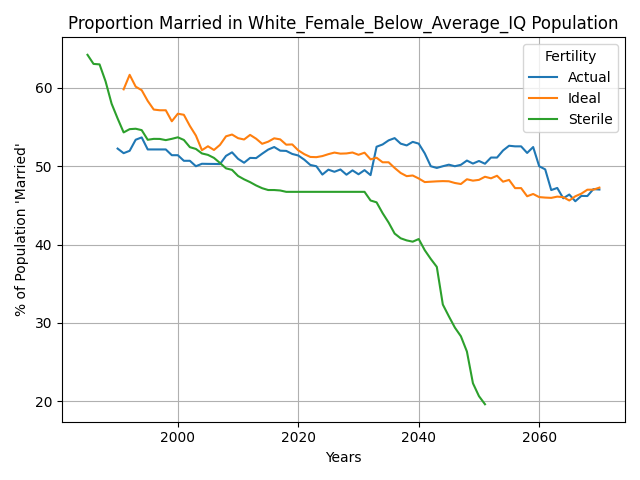 Proportion Married in White_Female_Below_Average_IQ Population
% of Population 'Married'
60
50
40
30
20
Fertility
Actual
Ideal
Sterile
2000
2020
2040
2060
Years